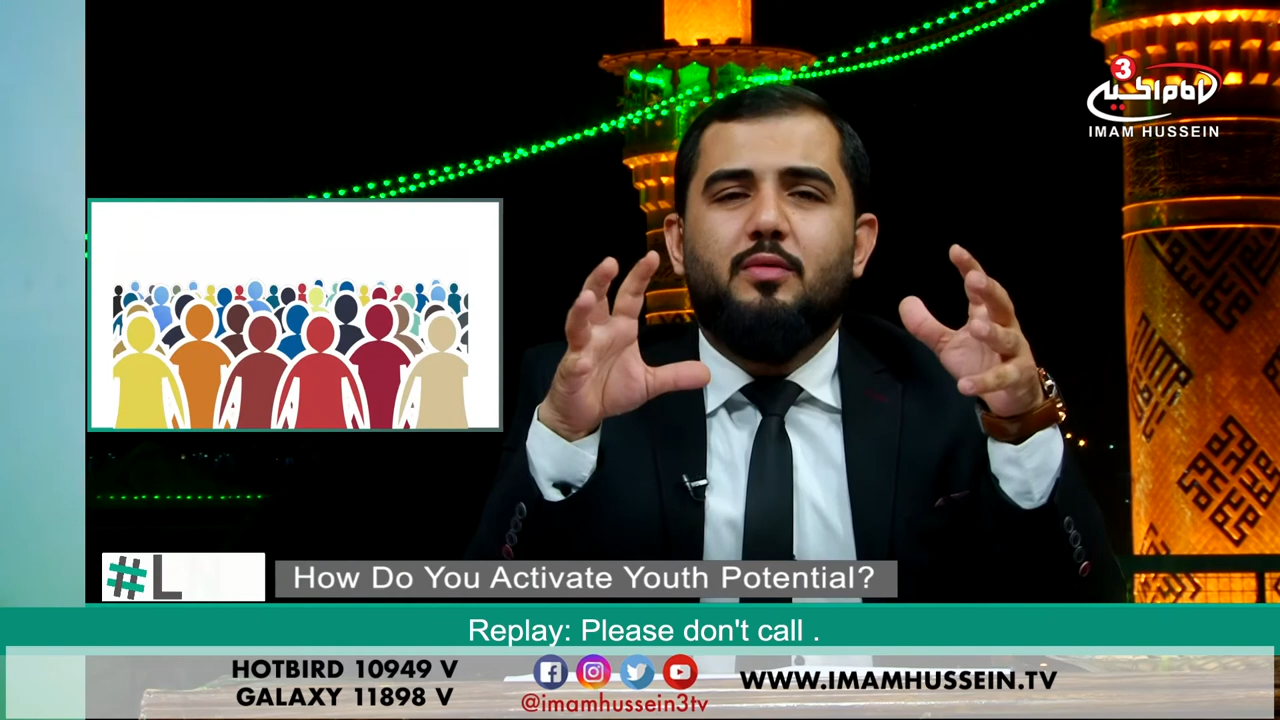 3
IMAM HUSSEIN
#L
How Do You Activate Youth Potential?
Replay: Please don't call .
HOTBIRD 10949 V
GALAXY 11898 V
@imamhussein3tv
WWW.IMAMHUSSEIN.TV